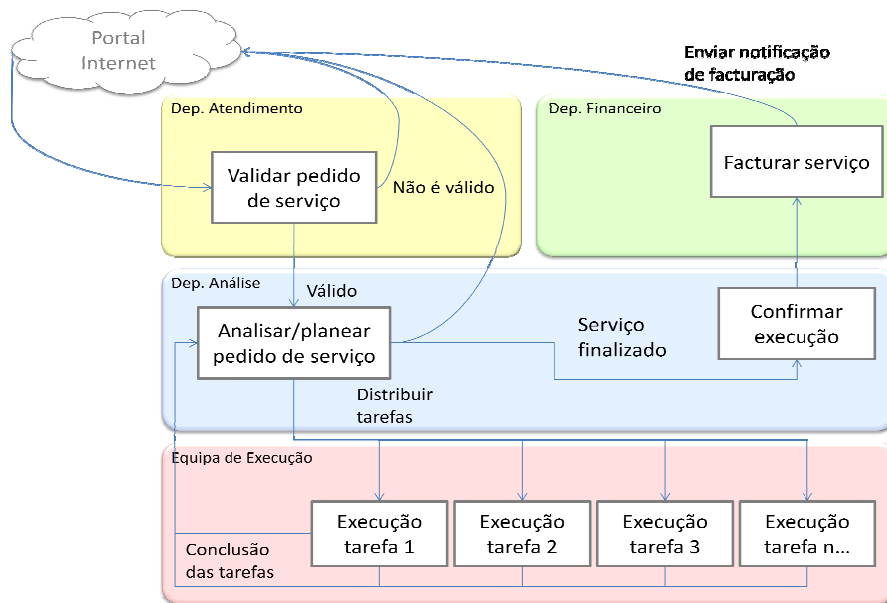 Portal
Internet
Enviar notificação
de facturação
Dep. Atendimento
Dep. Financeiro
Validar pedido
de serviço
Não é válido
Facturar serviço
Dep. Análise
Válido
Analisar/planear
pedido de serviço
Serviço
finalizado
Confirmar
execução
Distribuir
tarefas
Equipa de Execução
Execução
tarefa 1
Execução
tarefa 2
Execução
tarefa 3
Execução
tarefa n...
Conclusão
das tarefas